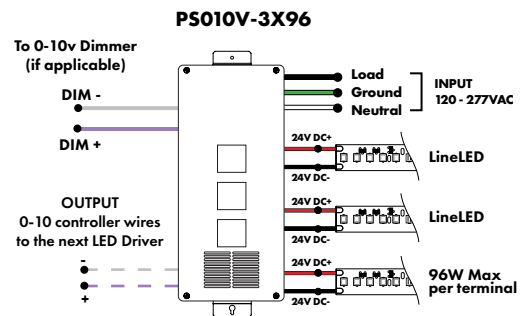 PS010V-3X96
To 0-10v Dimmer
(if applicable)
DIM -
DIM +
OUTPUT
0-10 controller wires
to the next LED Driver
-
+
Load
Ground
Neutral
INPUT
120 - 277VAC
24V DC+
24V DC-
LineLED
24V DC+
24V DC-
LineLED
24V DC+
24V DC-
96W Max
per terminal